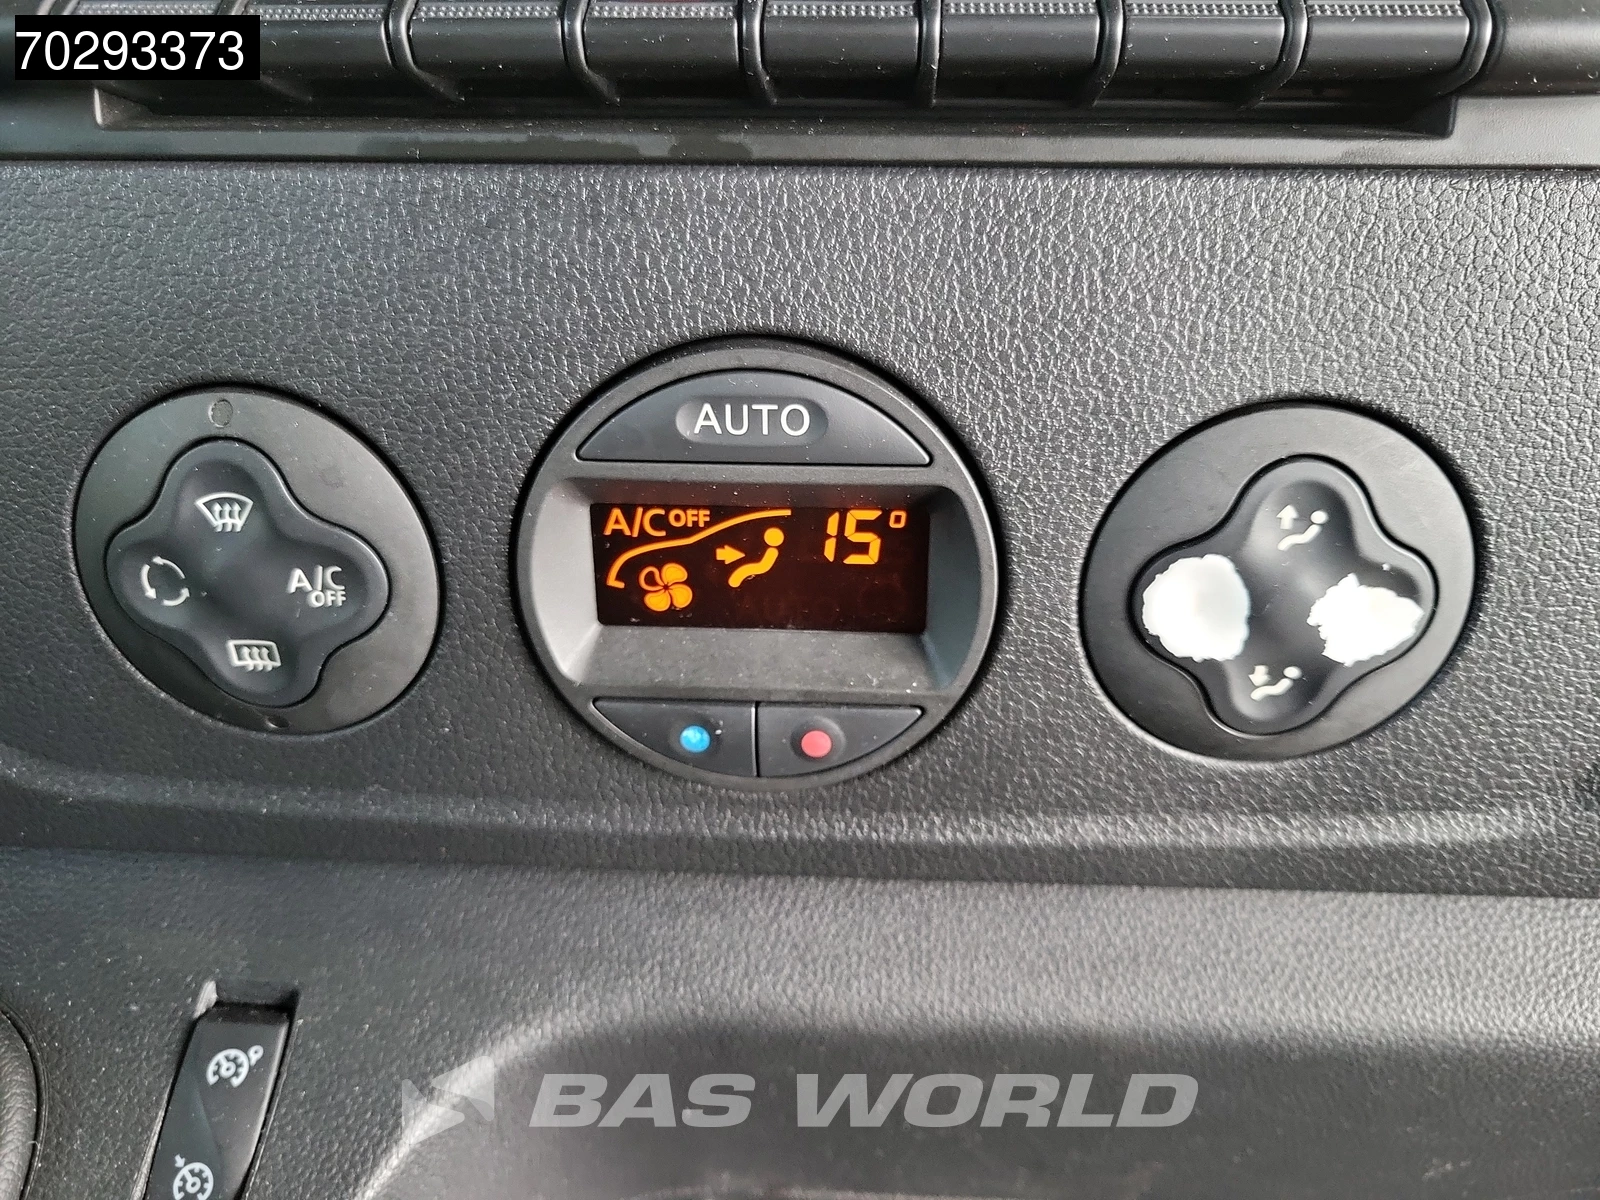 70293373
AUTO
A/C OFF
15°
A/C
OFF
BAS WORLD